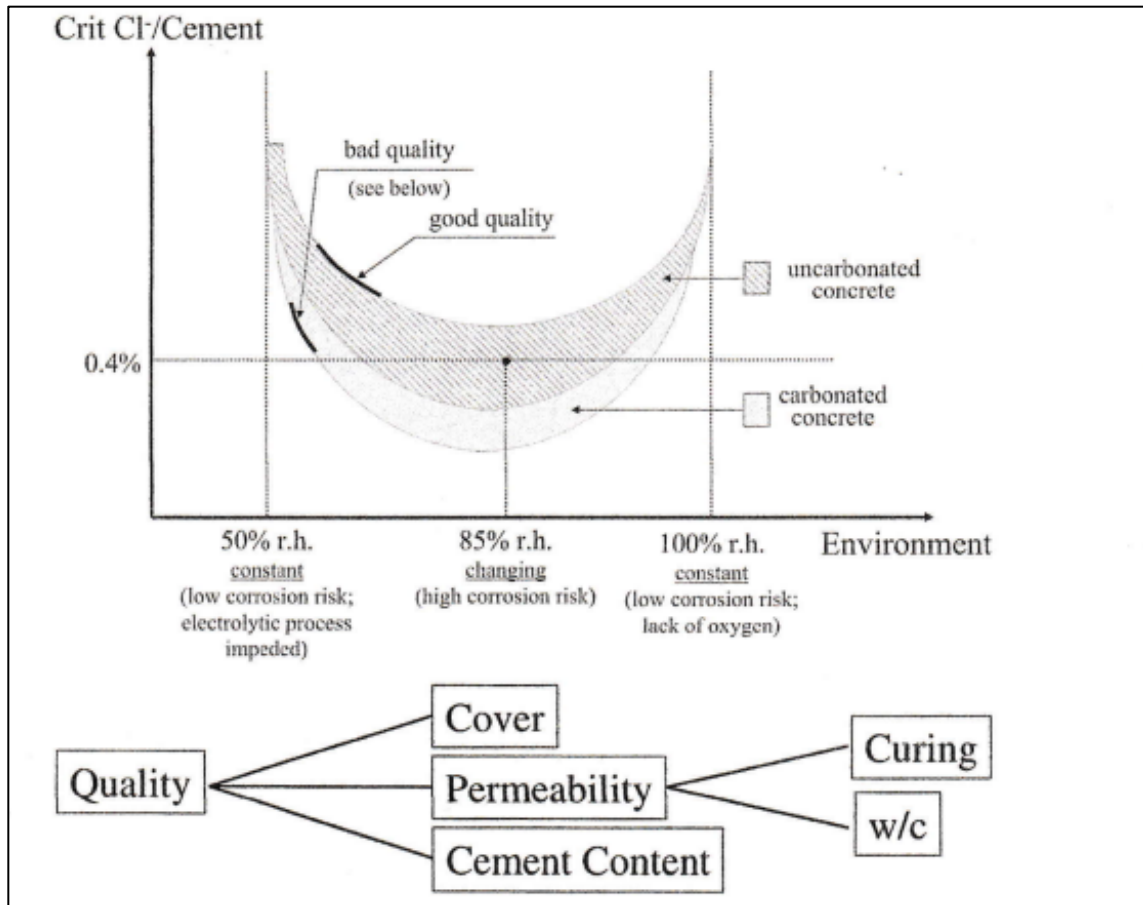 Crit Cl⁻/Cement
bad quality
(see below)
good quality
uncarbonated
concrete
0.4%
carbonated
concrete
50% r.h.
constant
(low corrosion risk;
electrolytic process
impeded)
85% r.h.
changing
(high corrosion risk)
100% r.h.
constant
(low corrosion risk;
lack of oxygen)
Environment
Quality
Cover
Permeability
Cement Content
Curing
w/c